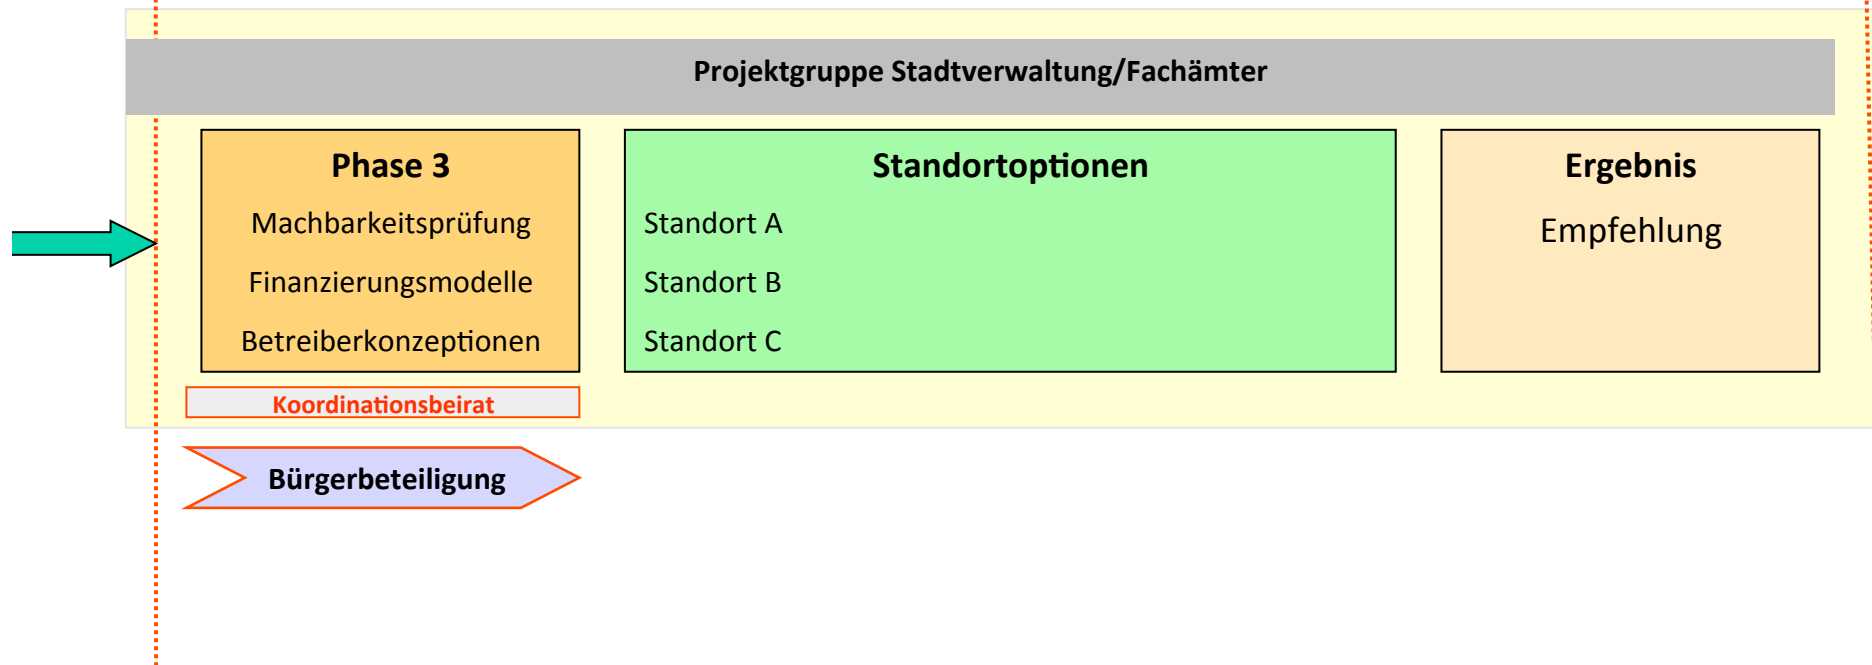 Projektgruppe Stadtverwaltung/Fachämter
Phase 3
Machbarkeitsprüfung
Finanzierungsmodelle
Betreiberkonzeptionen
Standortoptionen
Standort A
Standort B
Standort C
Ergebnis
Empfehlung
Koordinationsbeirat
Bürgerbeteiligung